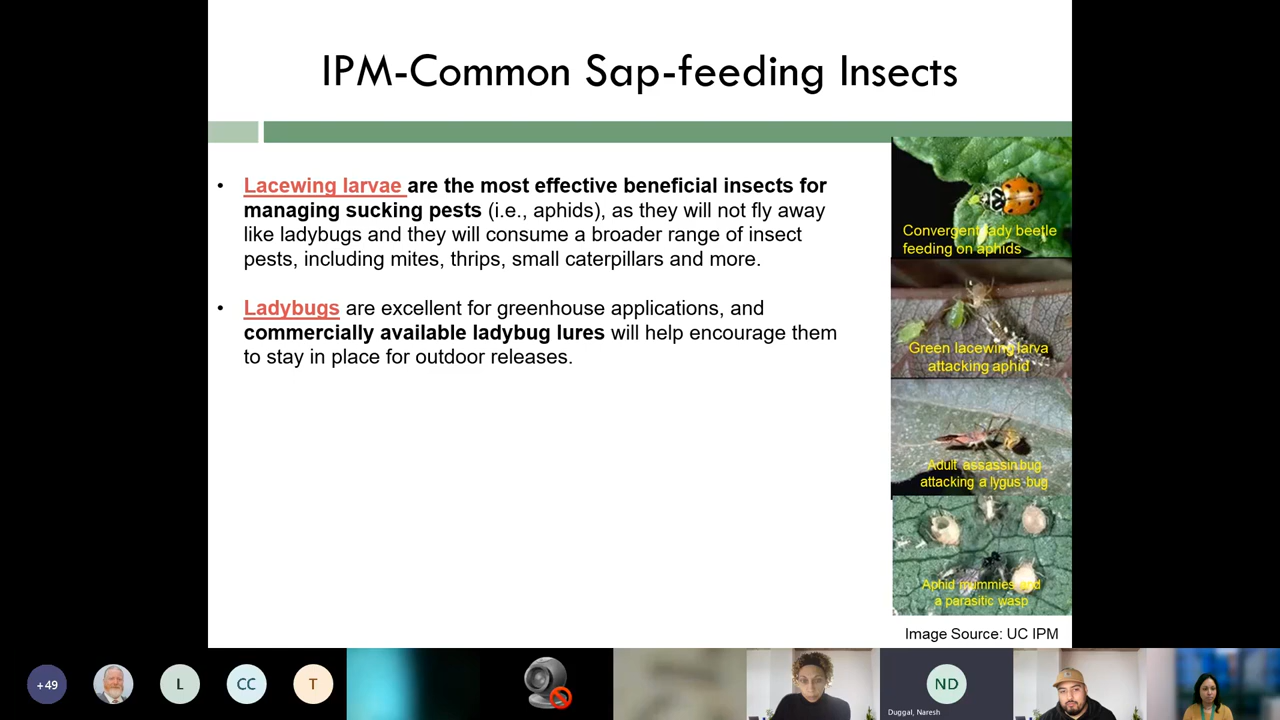 IPM-Common Sap-feeding Insects
• Lacewing larvae are the most effective beneficial insects for
managing sucking pests (i.e., aphids), as they will not fly away
like ladybugs and they will consume a broader range of insect
pests, including mites, thrips, small caterpillars and more.
• Ladybugs are excellent for greenhouse applications, and
commercially available ladybug lures will help encourage them
to stay in place for outdoor releases.
Convergent lady beetle
feeding on aphids
Green lacewing larva
attacking aphid
Adult assassin bug
attacking a lygus bug
Aphid mummies and
a parasitic wasp
Image Source: UC IPM
+49
L
CC
T
ND
Duggal, Naresh